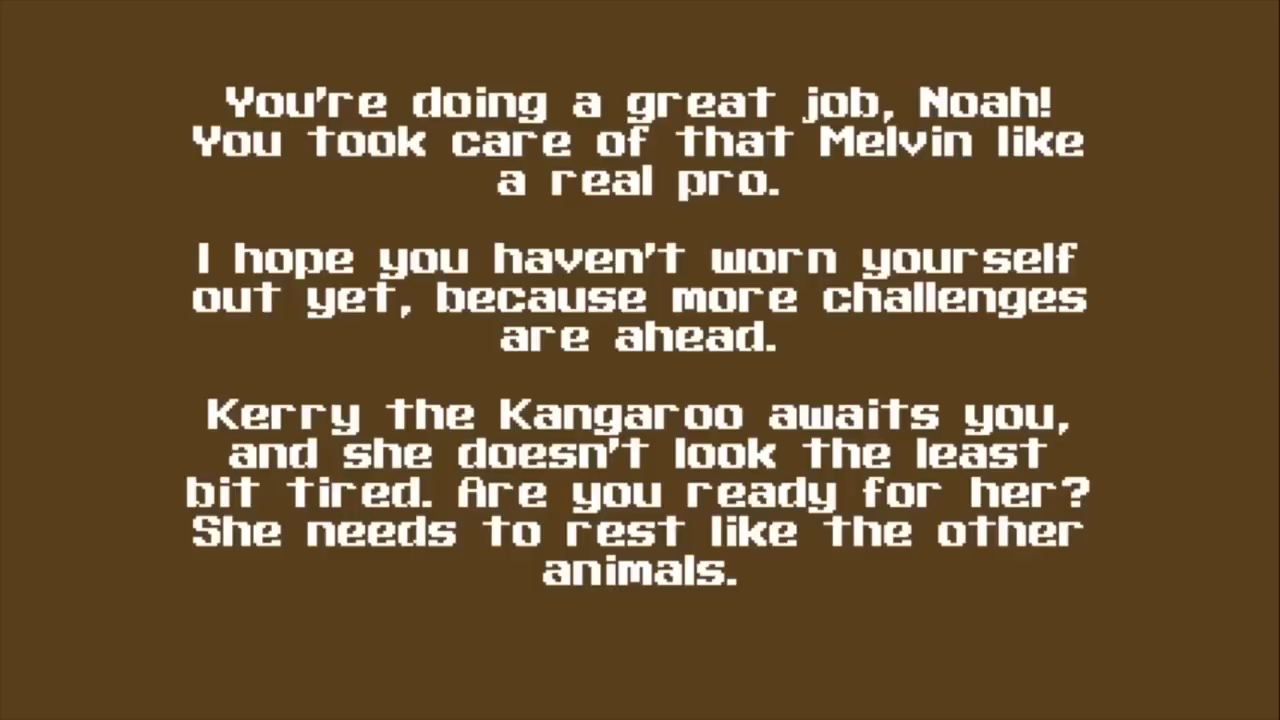 You're doing a great job, Noah!
You took care of that Melvin like
a real pro.
I hope you haven't worn yourself
out yet, because more challenges
are ahead.
Kerry the Kangaroo awaits you,
and she doesn't look the least
bit tired. Are you ready for her?
She needs to rest like the other
animals.